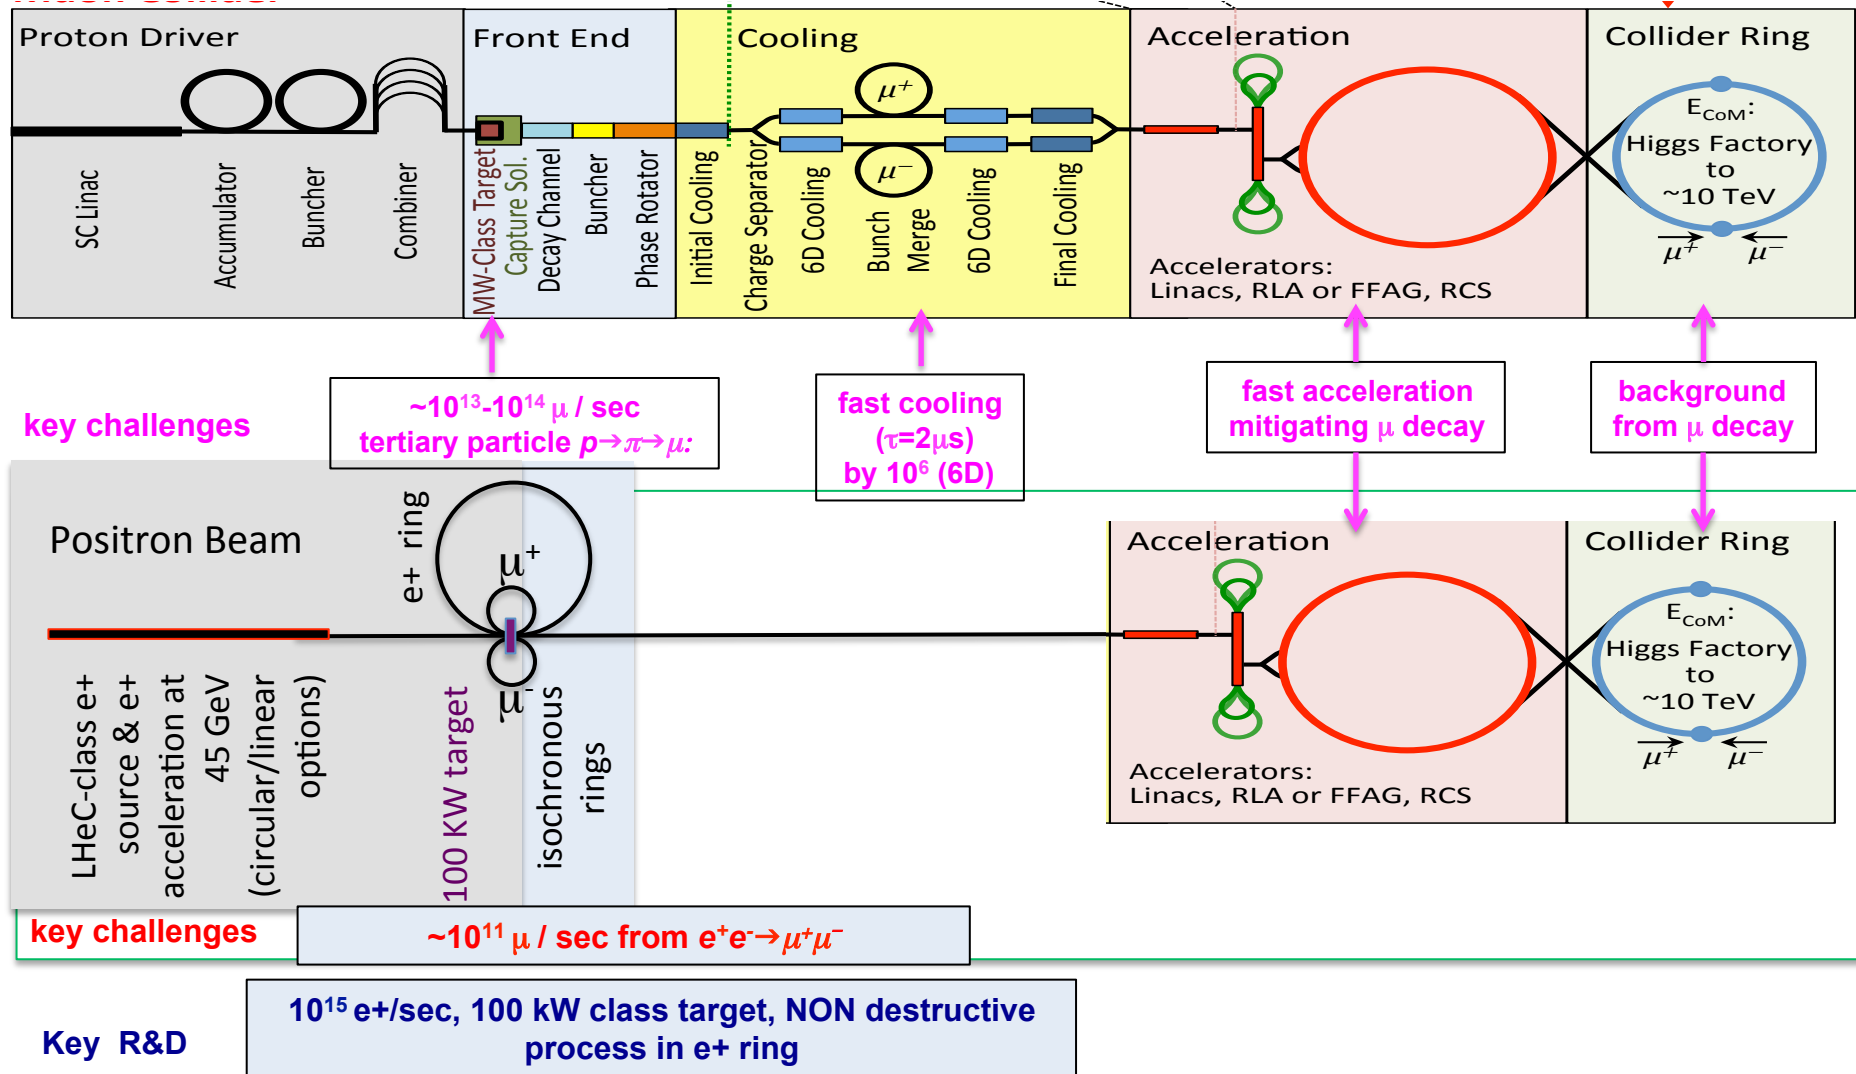 Muon Collider
Proton Driver
Front End
Cooling
Acceleration
Collider Ring
μ+
μ−
E_CoM:
Higgs Factory
to
~10 TeV
μ+
μ−
SC Linac
Accumulator
Buncher
Combiner
MW-Class Target
Capture Sol.
Decay Channel
Buncher
Phase Rotator
Initial Cooling
Charge Separator
6D Cooling
Bunch
Merge
6D Cooling
Final Cooling
Accelerators:
Linacs, RLA or FFAG, RCS
key challenges
~10¹³-10¹⁴ μ / sec
tertiary particle p→π→μ:
fast cooling
(τ=2μs)
by 10⁶ (6D)
fast acceleration
mitigating μ decay
background
from μ decay
Positron Beam
e+ ring
μ+
μ-
LHeC-class e+
source & e+
acceleration at
45 GeV
(circular/linear
options)
100 KW target
isochronous
rings
Acceleration
Collider Ring
E_CoM:
Higgs Factory
to
~10 TeV
μ+
μ−
Accelerators:
Linacs, RLA or FFAG, RCS
key challenges
~10¹¹ μ / sec from e⁺e⁻→μ⁺μ⁻
Key R&D
10¹⁵ e+/sec, 100 kW class target, NON destructive
process in e+ ring